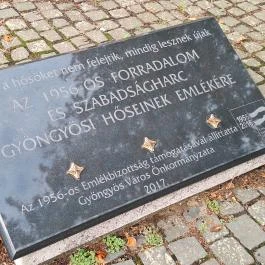 a hősöket nem felejtik, mindig lesznek újak
AZ 1956-OS FORRADALOM
ÉS SZABADSÁGHARC
GYÖNGYÖSI HŐSEINEK EMLÉKÉRE
Az 1956-os Emlékbizottság támogatásával állíttatta
Gyöngyös Város Önkormányzata
2017